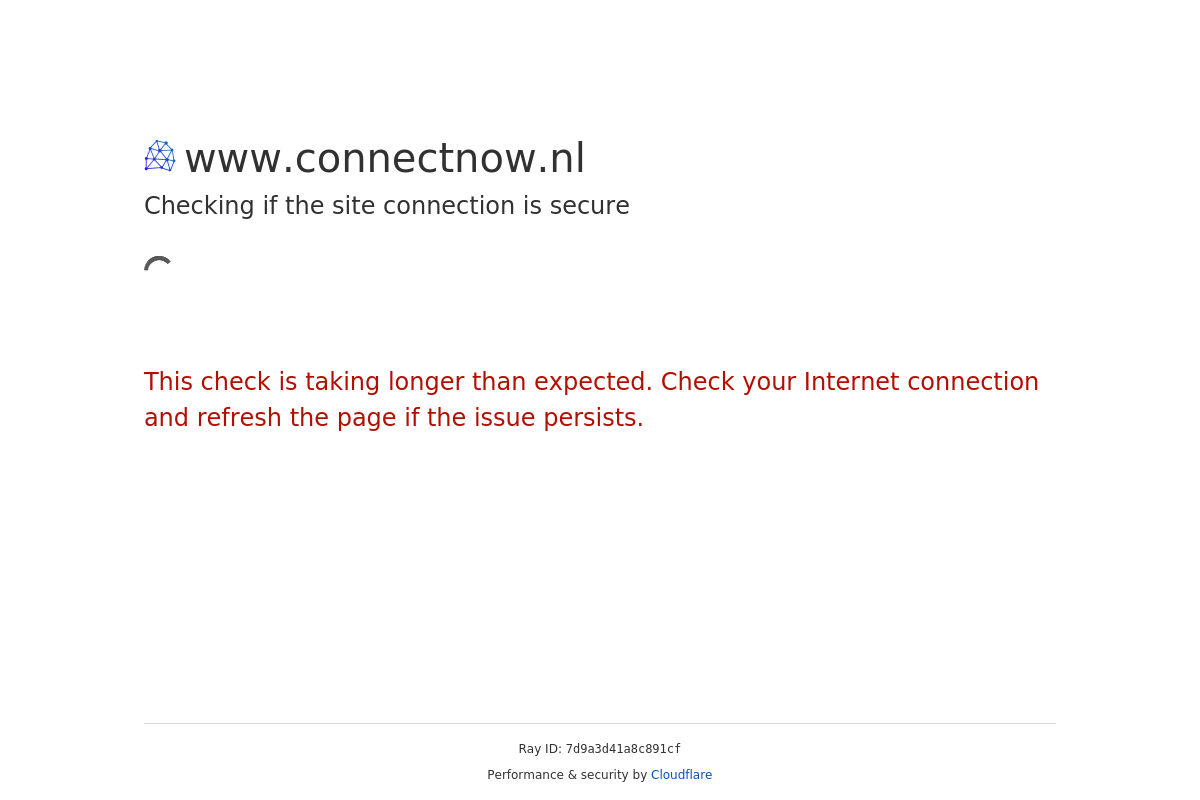 www.connectnow.nl
Checking if the site connection is secure
This check is taking longer than expected. Check your Internet connection
and refresh the page if the issue persists.
Ray ID: 7d9a3d41a8c891cf
Performance & security by Cloudflare